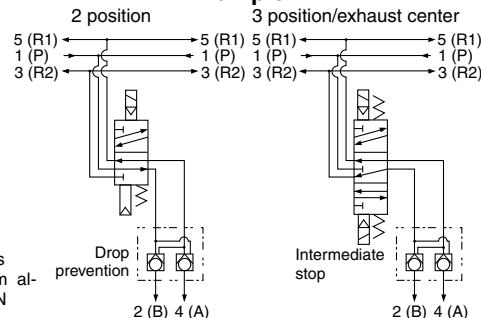 2 position
3 position/exhaust center
5 (R1) 5 (R1)
1 (P) 1 (P)
3 (R2) 3 (R2)
5 (R1) 5 (R1)
1 (P) 1 (P)
3 (R2) 3 (R2)
Drop
prevention
2 (B) 4 (A)
Intermediate
stop
2 (B) 4 (A)
s
m al-
N